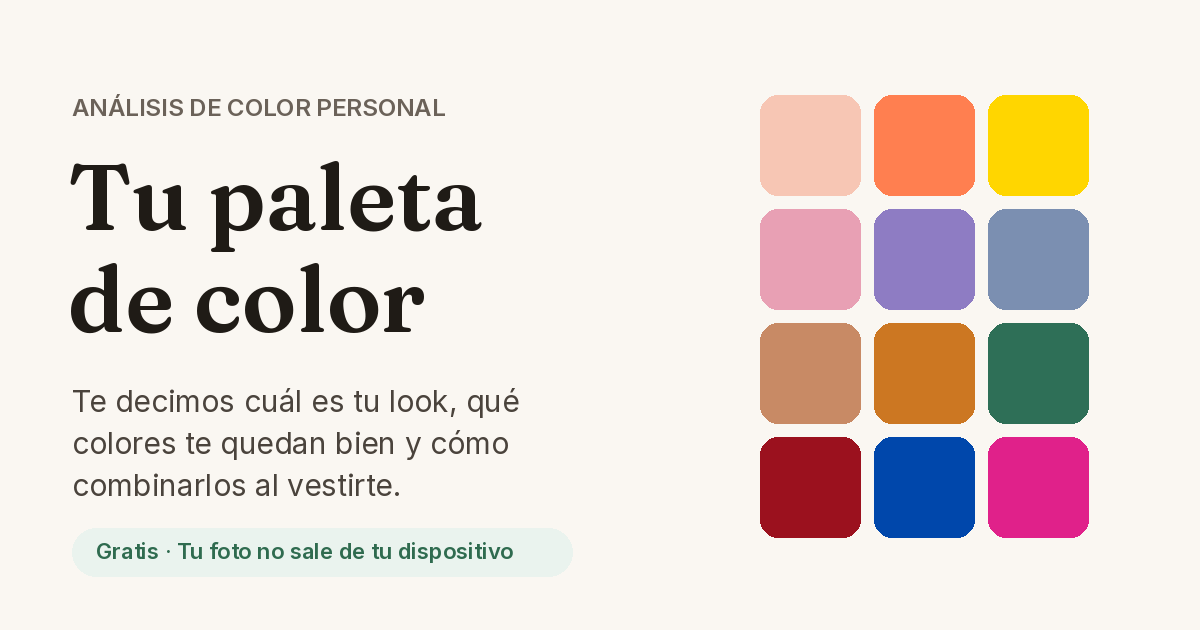 ANÁLISIS DE COLOR PERSONAL
Tu paleta
de color
Te decimos cuál es tu look, qué
colores te quedan bien y cómo
combinarlos al vestirte.
Gratis · Tu foto no sale de tu dispositivo